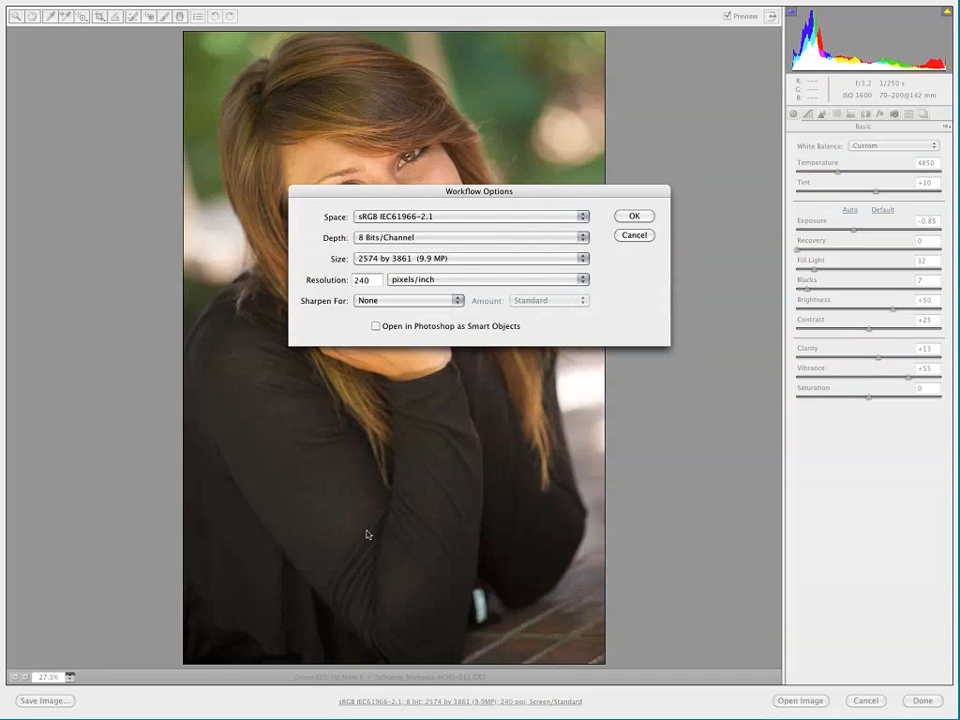 Preview
Workflow Options
Space: sRGB IEC61966-2.1
OK
Depth: 8 Bits/Channel
Cancel
Size: 2574 by 3861 (9.9 MP)
Resolution: 240 pixels/inch
Sharpen For: None Amount: Standard
Open in Photoshop as Smart Objects
R: ---
G: ---
B: ---
f/3.2 1/250 s
ISO 1600 70-200@142 mm
Basic
White Balance: Custom
Temperature 4850
Tint +10
Auto Default
Exposure -0.85
Recovery 0
Fill Light 12
Blacks 7
Brightness +50
Contrast +25
Clarity +13
Vibrance +55
Saturation 0
27.3%
Save Image...
sRGB IEC61966-2.1; 8 bit; 2574 by 3861 (9.9MP); 240 ppi; Screen/Standard
Open Image
Cancel
Done